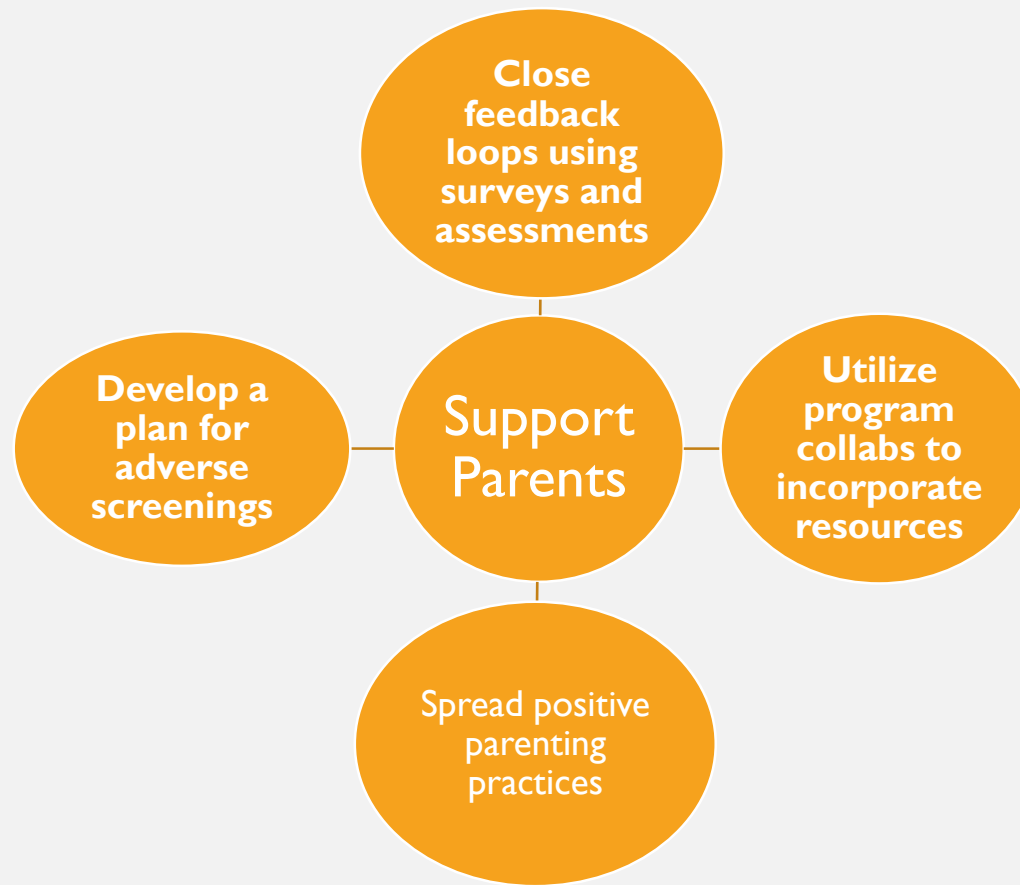 Close
feedback
loops using
surveys and
assessments
Develop a
plan for
adverse
screenings
Support
Parents
Utilize
program
collabs to
incorporate
resources
Spread positive
parenting
practices